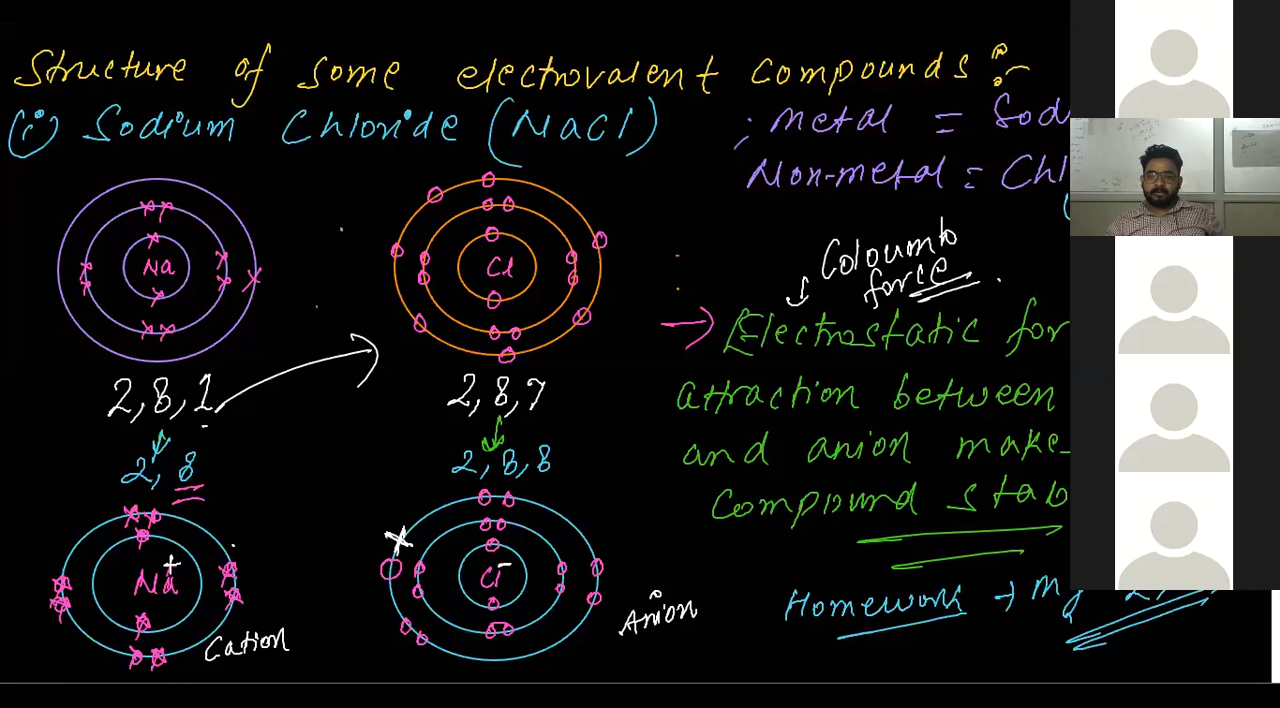 Structure of some electrovalent compounds :-
(i) Sodium Chloride (NaCl)
; Metal = Sod
Non-metal = Chl
Na
Cl
Coloumb
force
→ Electrostatic for
attraction between
and anion make
Compound stab
2, 8, 1
2, 8, 7
2, 8
2, 8, 8
Na+
Cation
Cl-
Anion
Homework → Mg